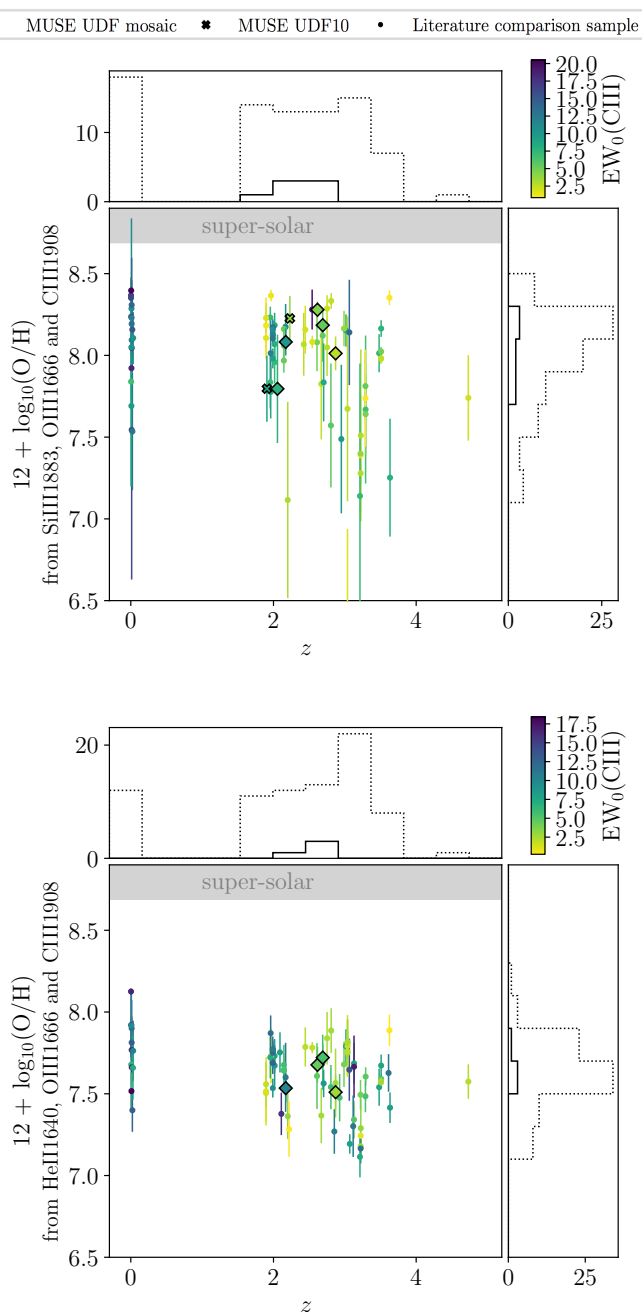 MUSE UDF mosaic MUSE UDF10 Literature comparison sample
10
0
20.0
17.5
15.0
12.5
10.0
7.5
5.0
2.5
EW₀(CIII)
super-solar
8.5
8.0
7.5
7.0
6.5
12 + log₁₀(O/H)
from SiIII1883, OIII1666 and CIII1908
0 2 4
z
0 25
20
0
17.5
15.0
12.5
10.0
7.5
5.0
2.5
EW₀(CIII)
super-solar
8.5
8.0
7.5
7.0
6.5
12 + log₁₀(O/H)
from HeII1640, OIII1666 and CIII1908
0 2 4
z
0 25